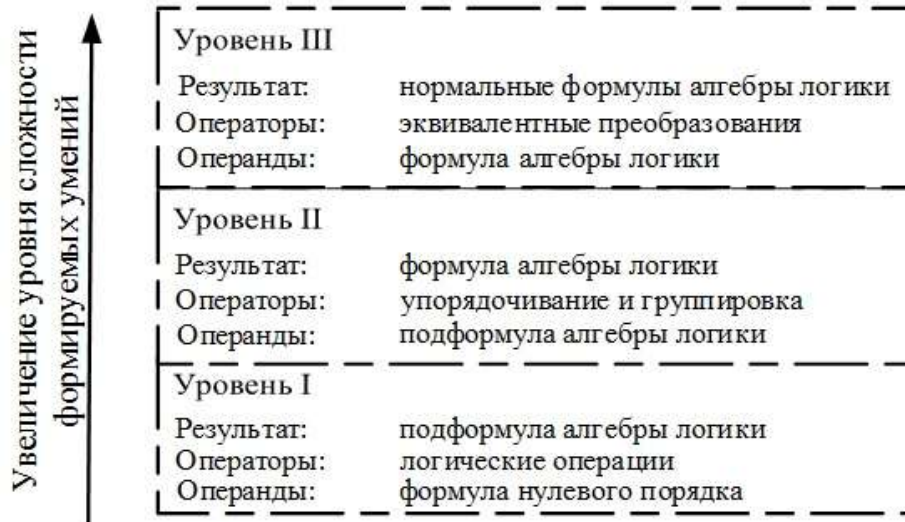 Увеличение уровня сложности
формируемых умений
Уровень III
Результат: нормальные формулы алгебры логики
Операторы: эквивалентные преобразования
Операнды: формула алгебры логики
Уровень II
Результат: формула алгебры логики
Операторы: упорядочивание и группировка
Операнды: подформула алгебры логики
Уровень I
Результат: подформула алгебры логики
Операторы: логические операции
Операнды: формула нулевого порядка